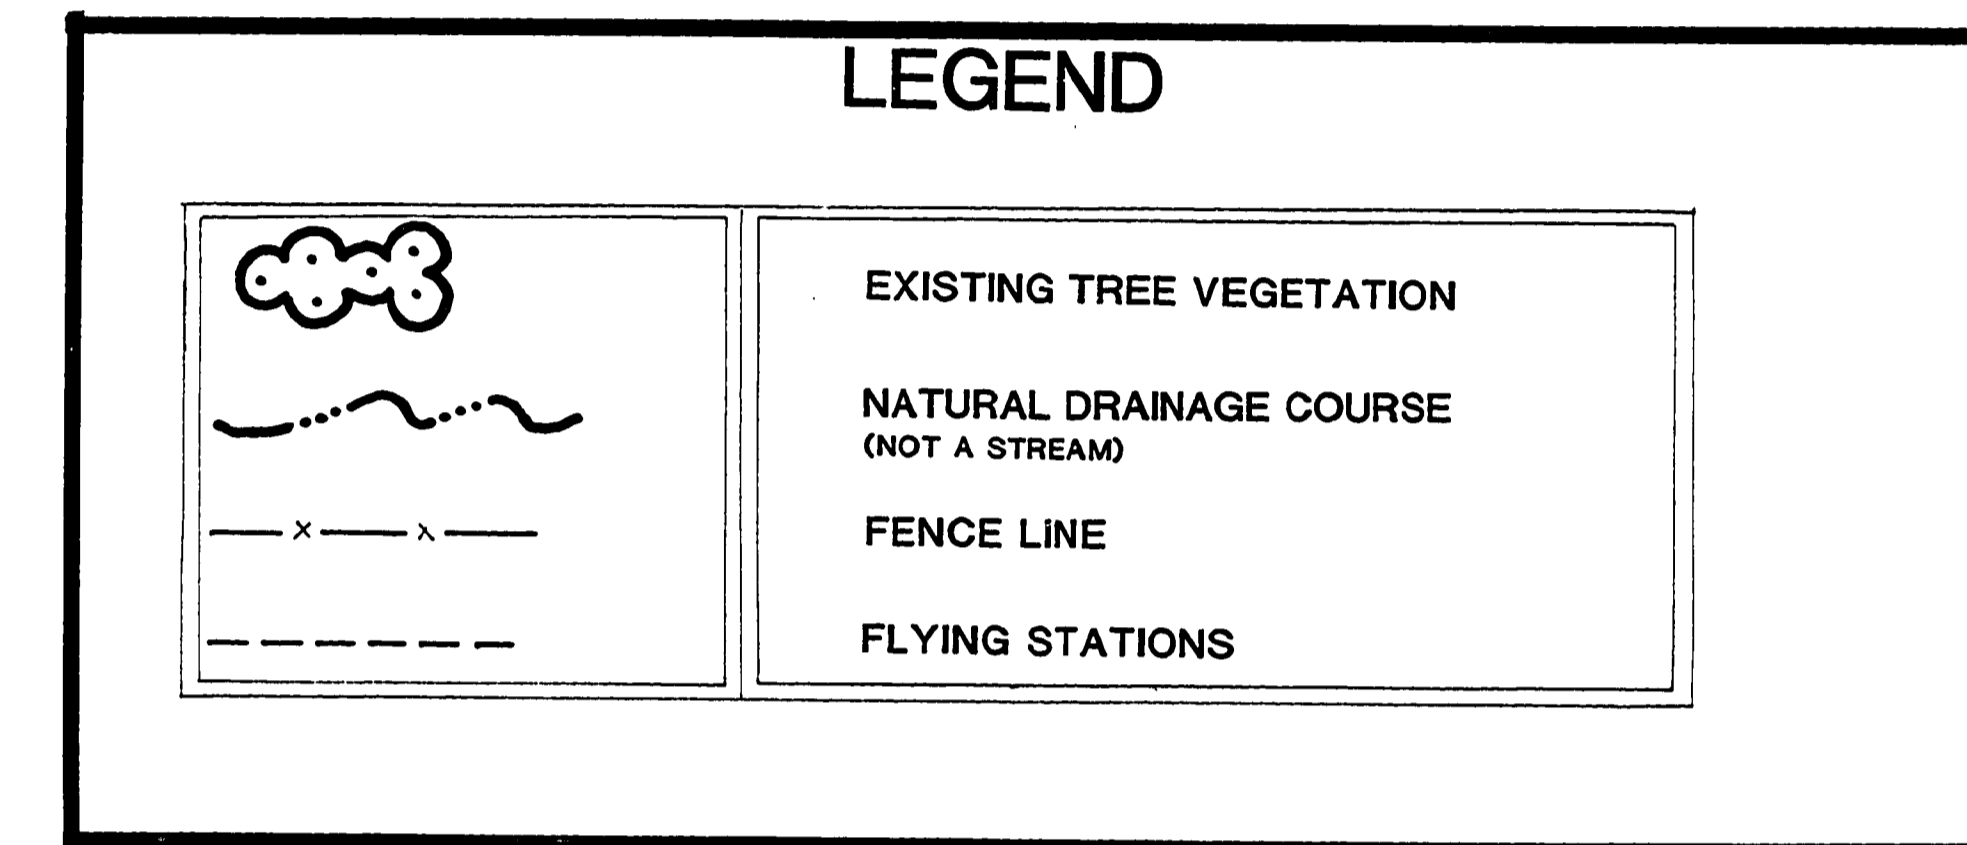 LEGEND
EXISTING TREE VEGETATION
NATURAL DRAINAGE COURSE
(NOT A STREAM)
FENCE LINE
FLYING STATIONS